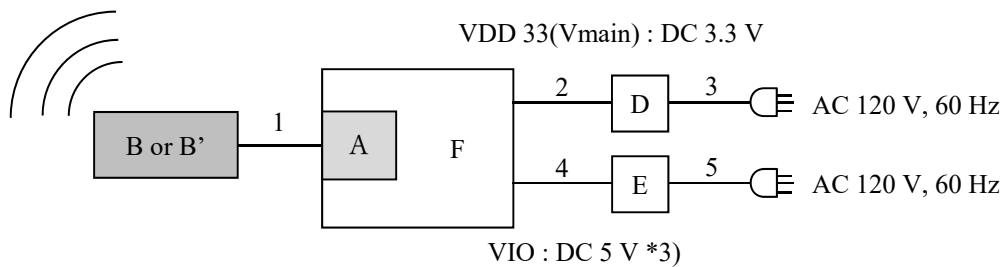 VDD 33(Vmain) : DC 3.3 V
2 D 3 AC 120 V, 60 Hz
B or B’ 1 A F
4 E 5 AC 120 V, 60 Hz
VIO : DC 5 V *3)